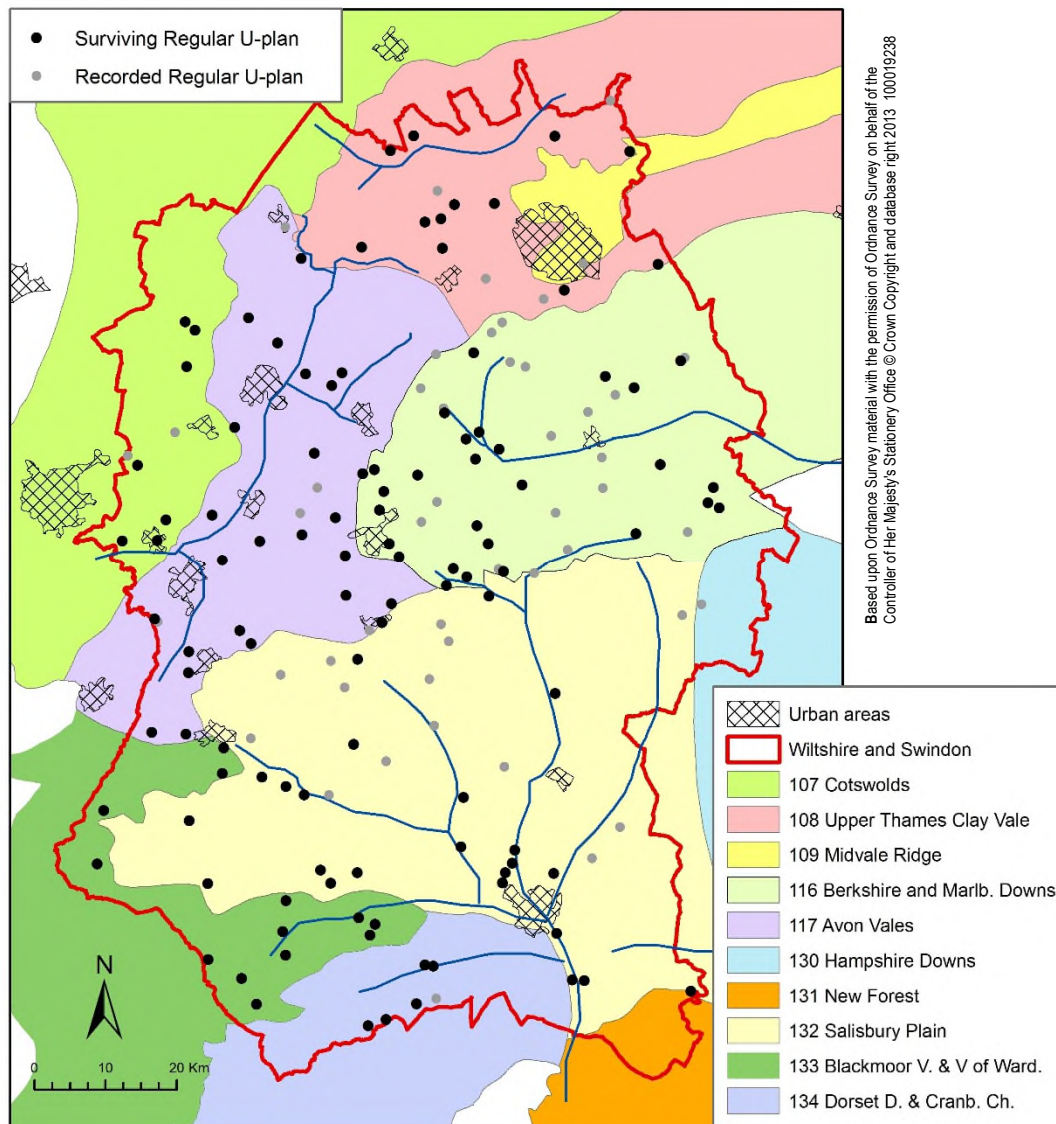 Surviving Regular U-plan
Recorded Regular U-plan
Based upon Ordnance Survey material with the permission of Ordnance Survey on behalf of the
Controller of Her Majesty's Stationery Office © Crown Copyright and database right 2013 100019238
N
0 10 20 Km
Urban areas
Wiltshire and Swindon
107 Cotswolds
108 Upper Thames Clay Vale
109 Midvale Ridge
116 Berkshire and Marlb. Downs
117 Avon Vales
130 Hampshire Downs
131 New Forest
132 Salisbury Plain
133 Blackmoor V. & V of Ward.
134 Dorset D. & Cranb. Ch.